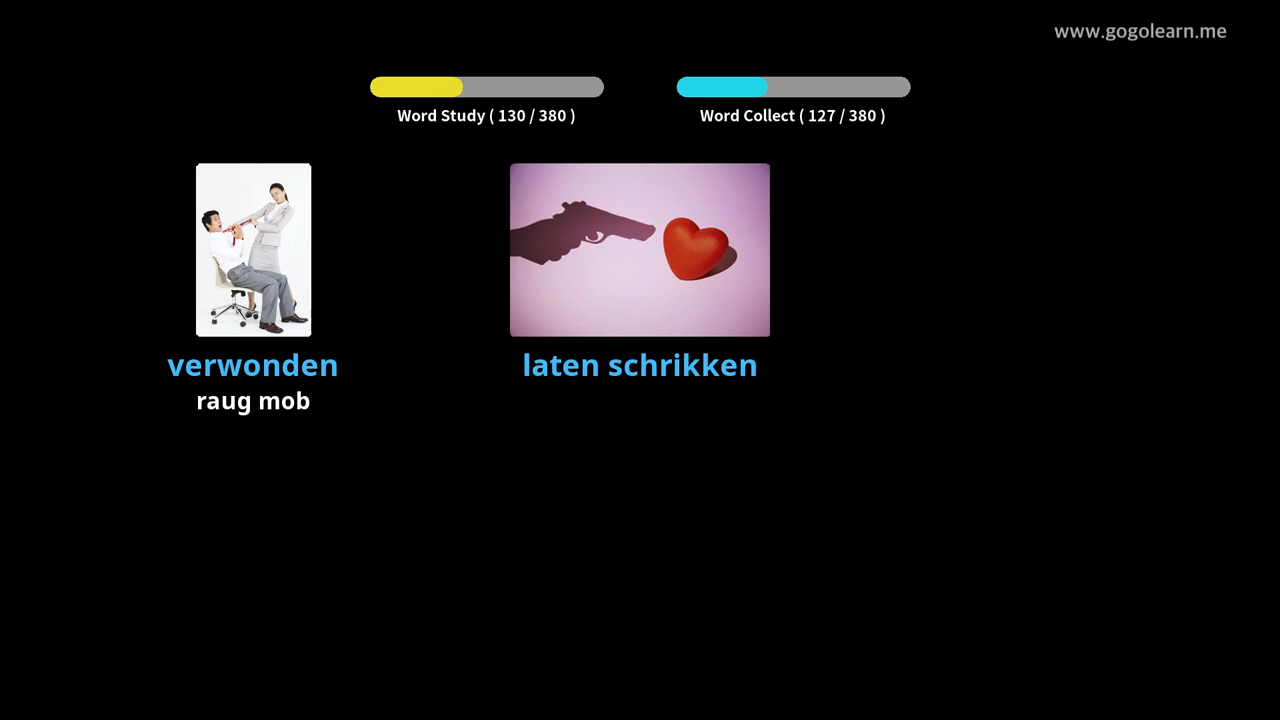 www.gogolearn.me
Word Study ( 130 / 380 )
Word Collect ( 127 / 380 )
verwonden
raug mob
laten schrikken